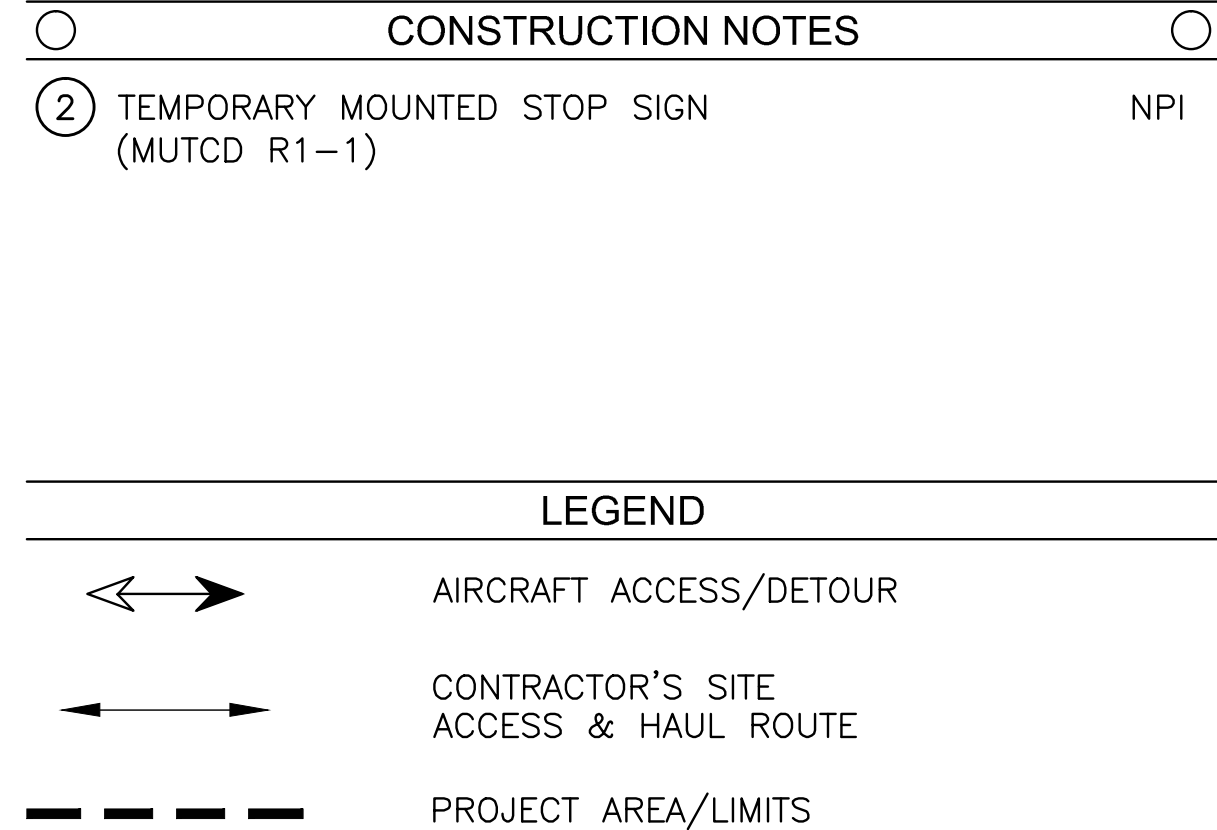 CONSTRUCTION NOTES
2 TEMPORARY MOUNTED STOP SIGN NPI
(MUTCD R1-1)
LEGEND
AIRCRAFT ACCESS/DETOUR
CONTRACTOR'S SITE
ACCESS & HAUL ROUTE
PROJECT AREA/LIMITS